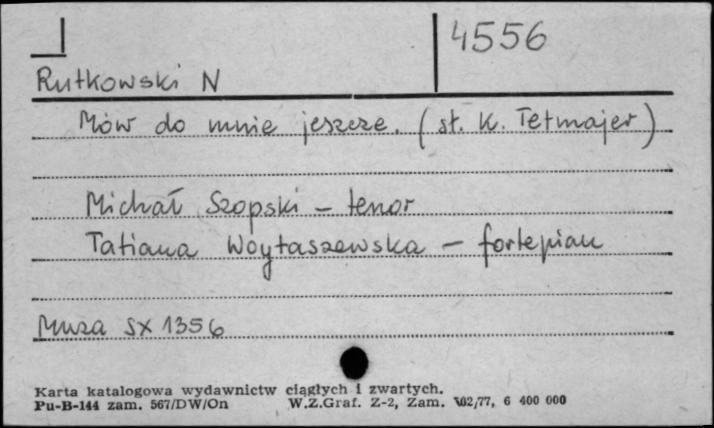 4556
Rutkowski N
Mów do mnie jeszcze. (sł. K. Tetmajer)
Michał Szopski - tenor
Tatiana Woytaszewska - fortepian
Muza SX 1356
Karta katalogowa wydawnictw ciągłych i zwartych.
Pu-B-144 zam. 567/DW/On W.Z.Graf. Z-2, Zam. 102,77, 6 400 000